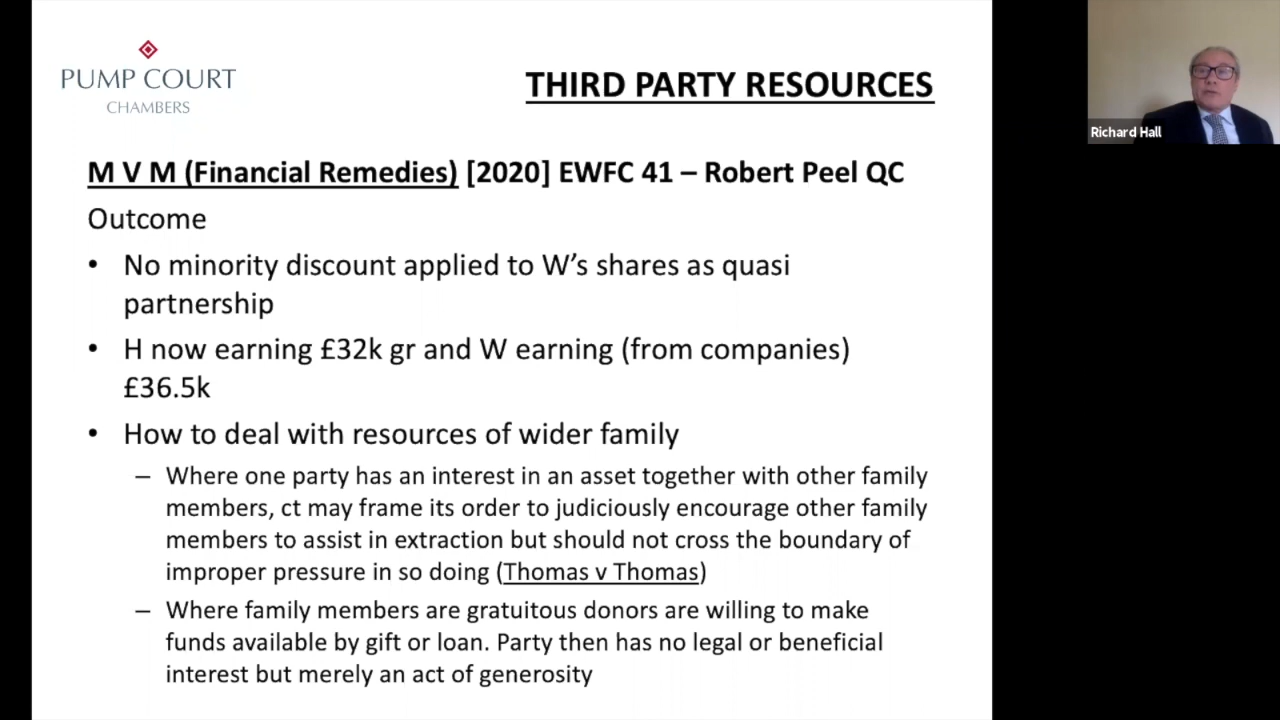 PUMP COURT
CHAMBERS
THIRD PARTY RESOURCES
M V M (Financial Remedies) [2020] EWFC 41 – Robert Peel QC
Outcome
• No minority discount applied to W’s shares as quasi
partnership
• H now earning £32k gr and W earning (from companies)
£36.5k
• How to deal with resources of wider family
– Where one party has an interest in an asset together with other family
members, ct may frame its order to judiciously encourage other family
members to assist in extraction but should not cross the boundary of
improper pressure in so doing (Thomas v Thomas)
– Where family members are gratuitous donors are willing to make
funds available by gift or loan. Party then has no legal or beneficial
interest but merely an act of generosity
Richard Hall